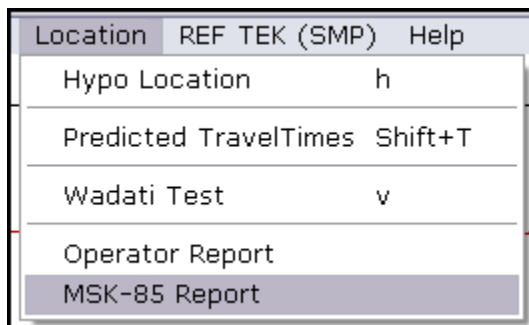 Location REF TEK (SMP) Help
Hypo Location h
Predicted TravelTimes Shift+T
Wadati Test v
Operator Report
MSK-85 Report